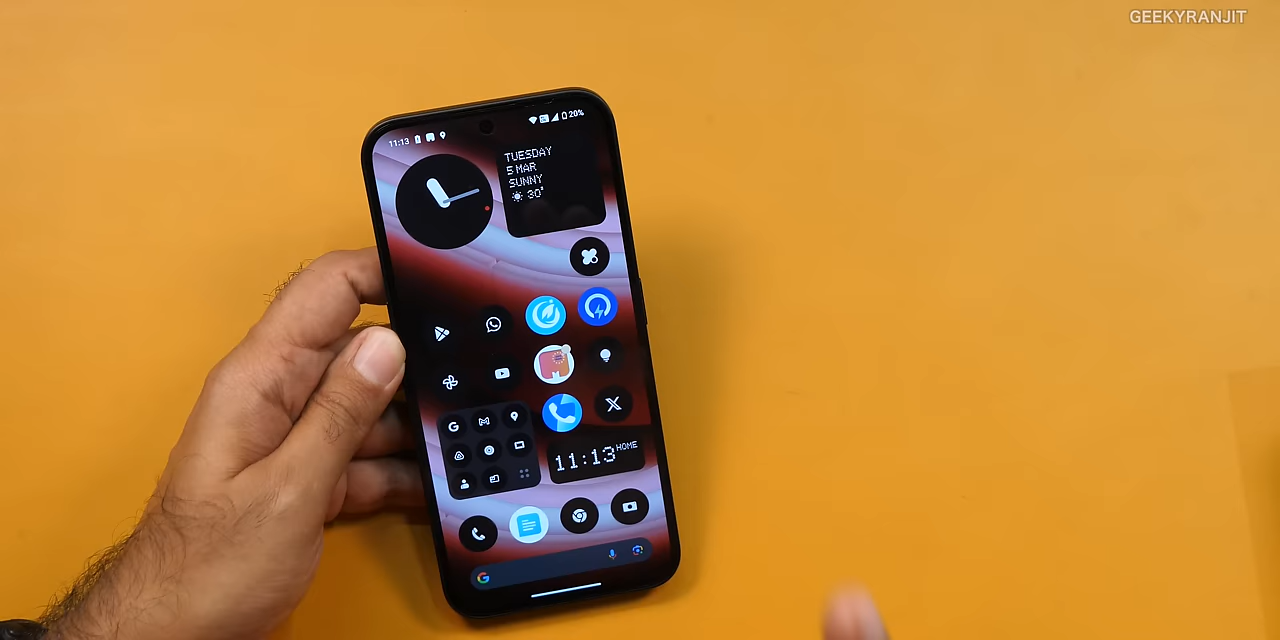 GEEKYRANJIT
11:13
20%
TUESDAY
5 MAR
SUNNY
30°
11:13 HOME